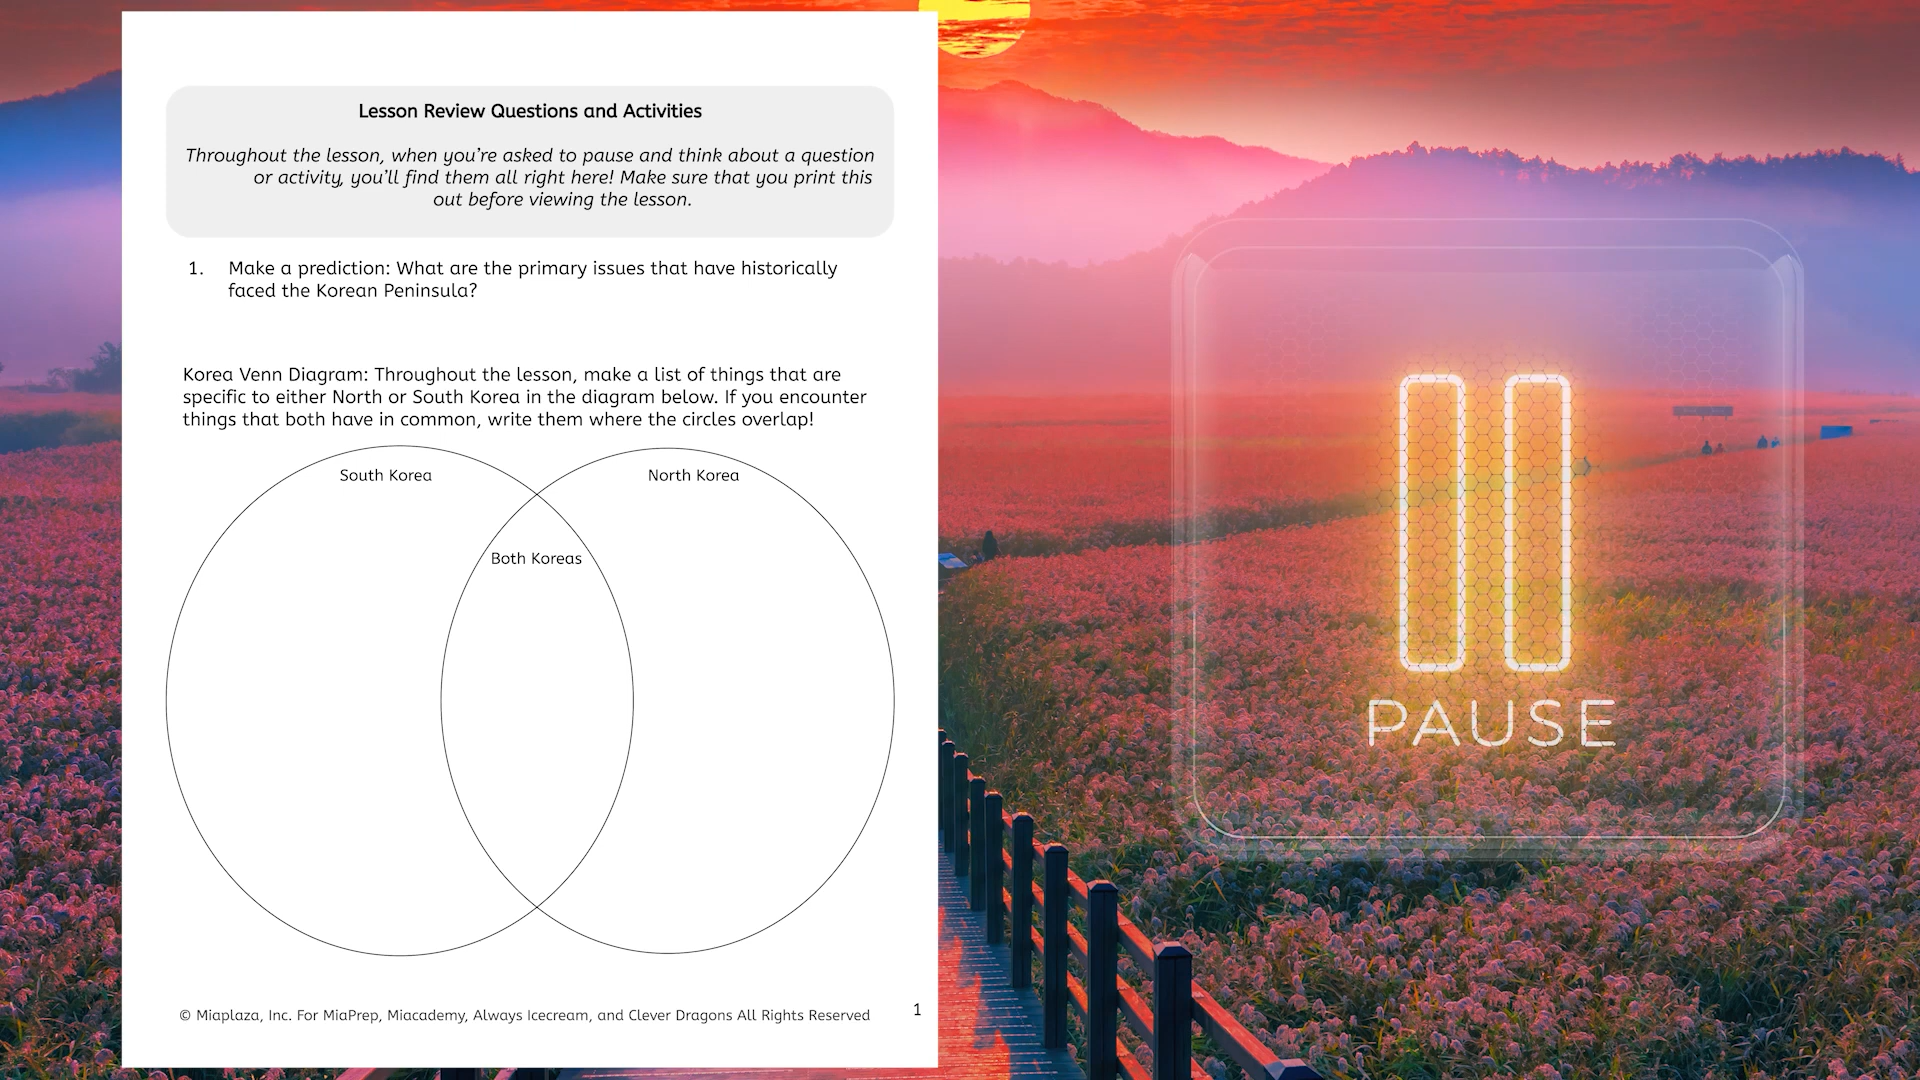 Lesson Review Questions and Activities
Throughout the lesson, when you're asked to pause and think about a question
or activity, you'll find them all right here! Make sure that you print this
out before viewing the lesson.
1. Make a prediction: What are the primary issues that have historically
faced the Korean Peninsula?
Korea Venn Diagram: Throughout the lesson, make a list of things that are
specific to either North or South Korea in the diagram below. If you encounter
things that both have in common, write them where the circles overlap!
South Korea
North Korea
Both Koreas
© Miaplaza, Inc. For MiaPrep, Miacademy, Always Icecream, and Clever Dragons All Rights Reserved
1
PAUSE